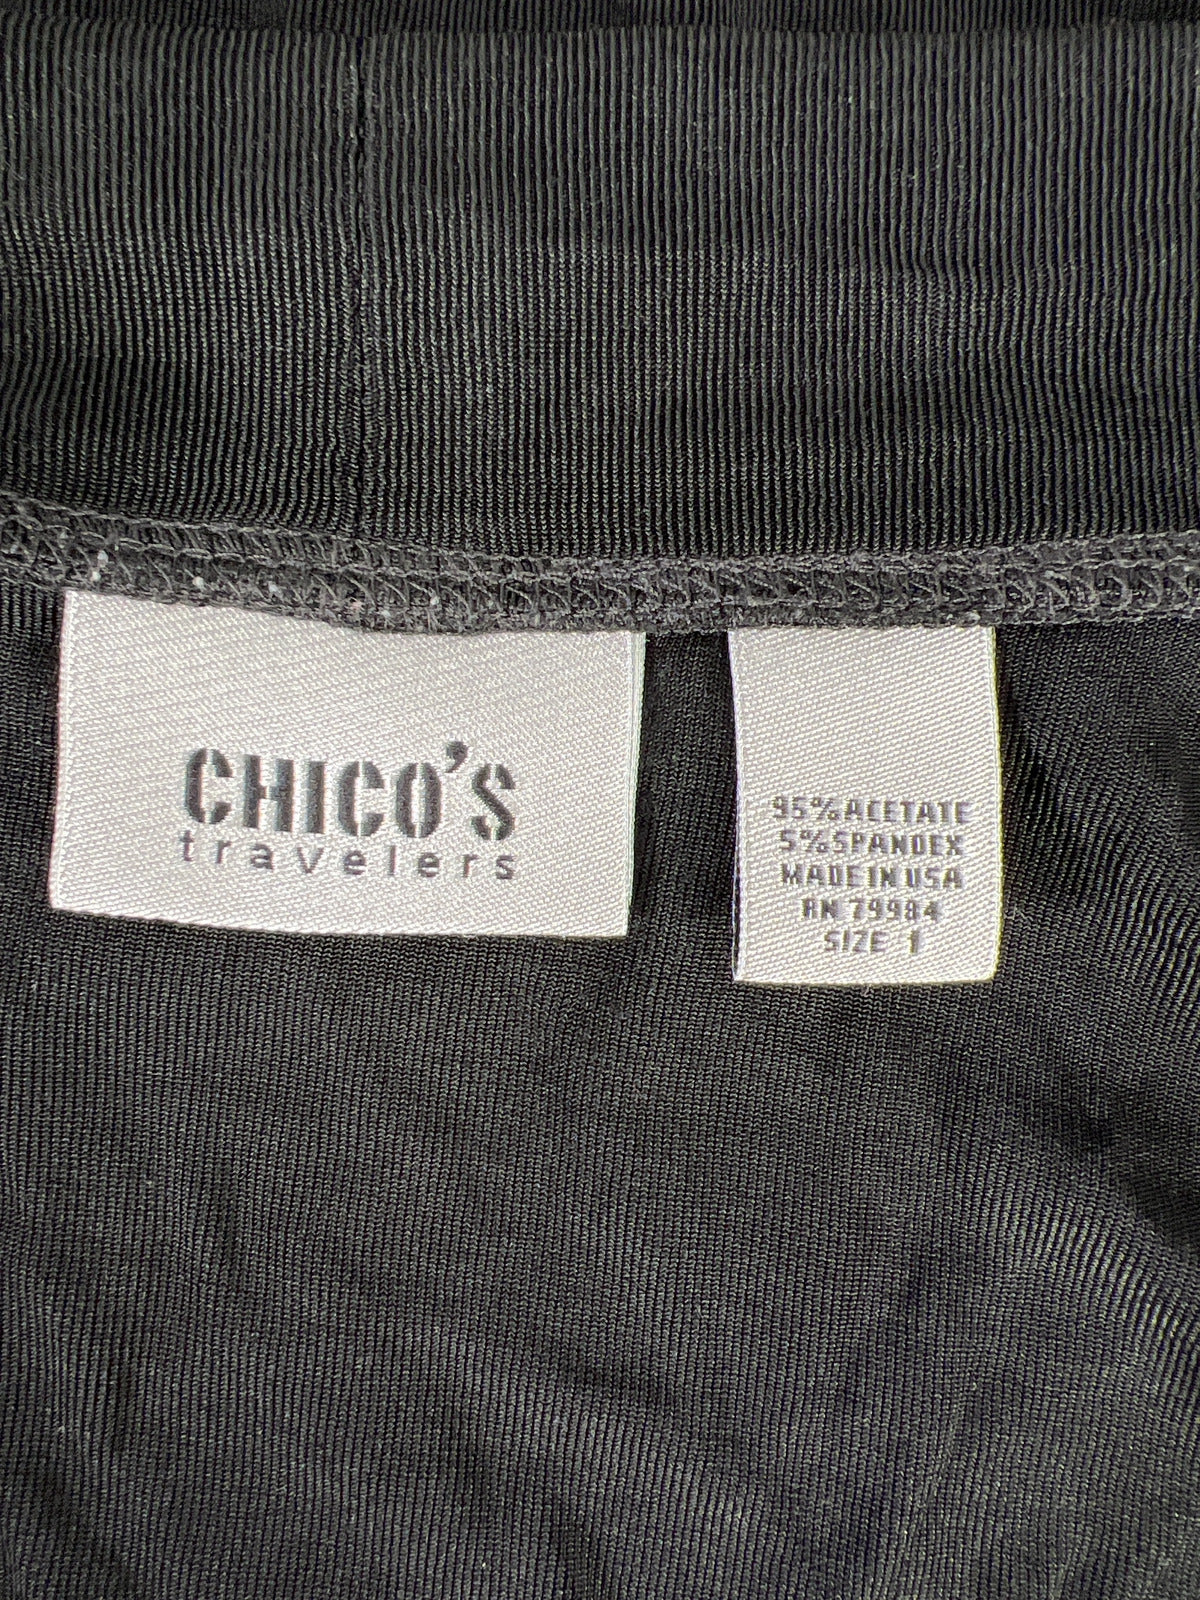 CHICO'S
travelers
95% ACETATE
5% SPANDEX
MADE IN USA
RN 79984
SIZE 1